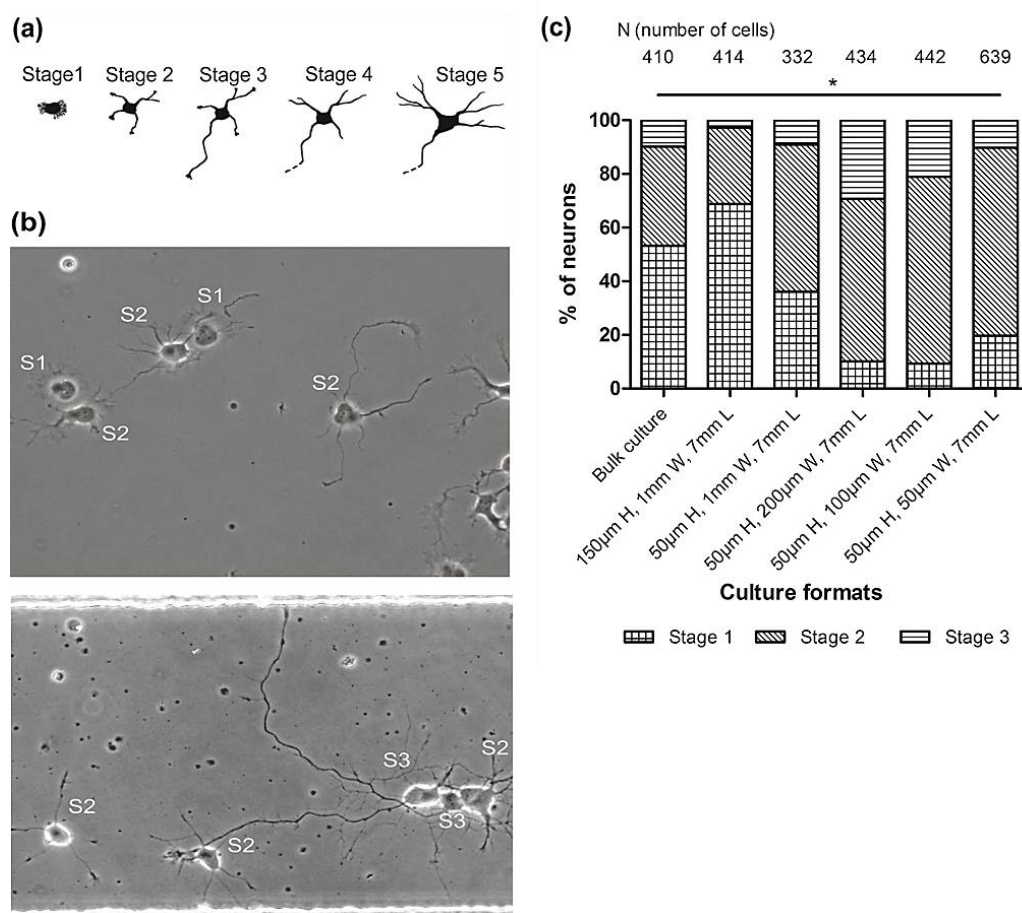 (a)
Stage1 Stage 2 Stage 3 Stage 4 Stage 5
(b)
S1
S2
S1
S2
S2
S3
S2
S2
S3
S2
(c)
N (number of cells)
410 414 332 434 442 639
*
100
80
60
40
20
0
% of neurons
Bulk culture
150µm H, 1mm W, 7mm L
50µm H, 1mm W, 7mm L
50µm H, 200µm W, 7mm L
50µm H, 100µm W, 7mm L
50µm H, 50µm W, 7mm L
Culture formats
Stage 1 Stage 2 Stage 3